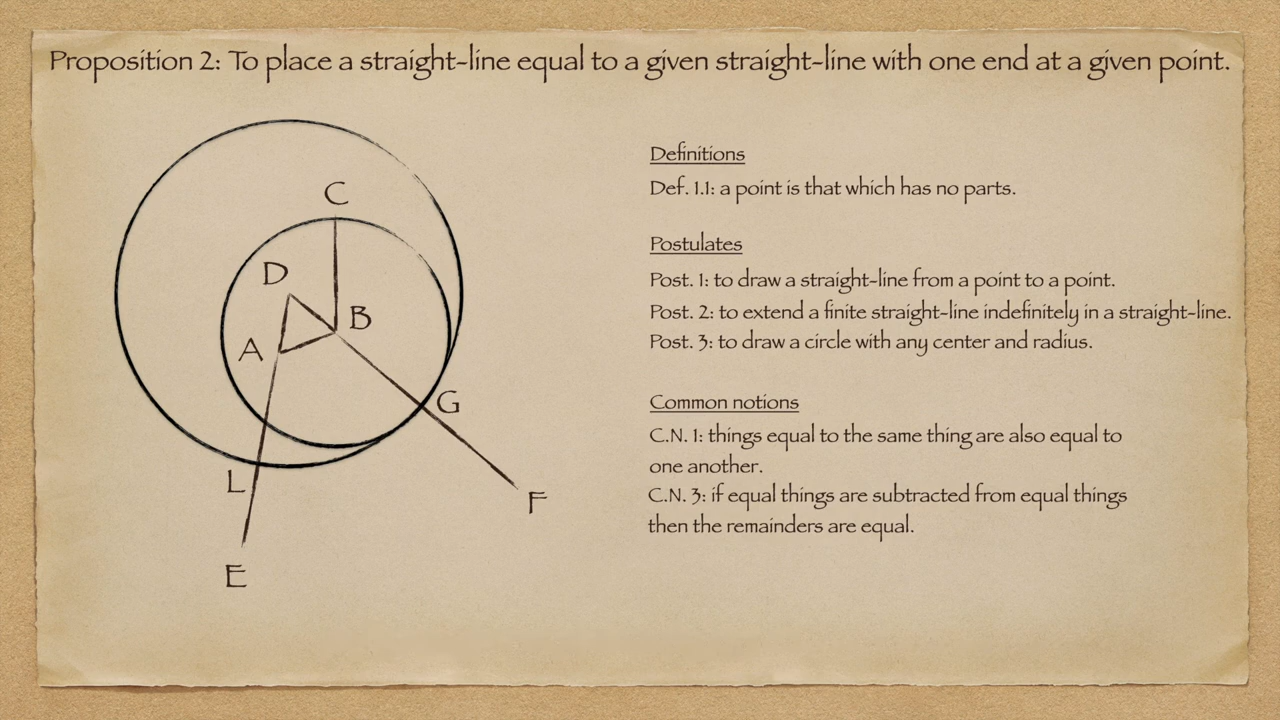 Proposition 2: To place a straight-line equal to a given straight-line with one end at a given point.
C
D
B
A
G
L
F
E
Definitions
Def. 1.1: a point is that which has no parts.
Postulates
Post. 1: to draw a straight-line from a point to a point.
Post. 2: to extend a finite straight-line indefinitely in a straight-line.
Post. 3: to draw a circle with any center and radius.
Common notions
C.N. 1: things equal to the same thing are also equal to
one another.
C.N. 3: if equal things are subtracted from equal things
then the remainders are equal.